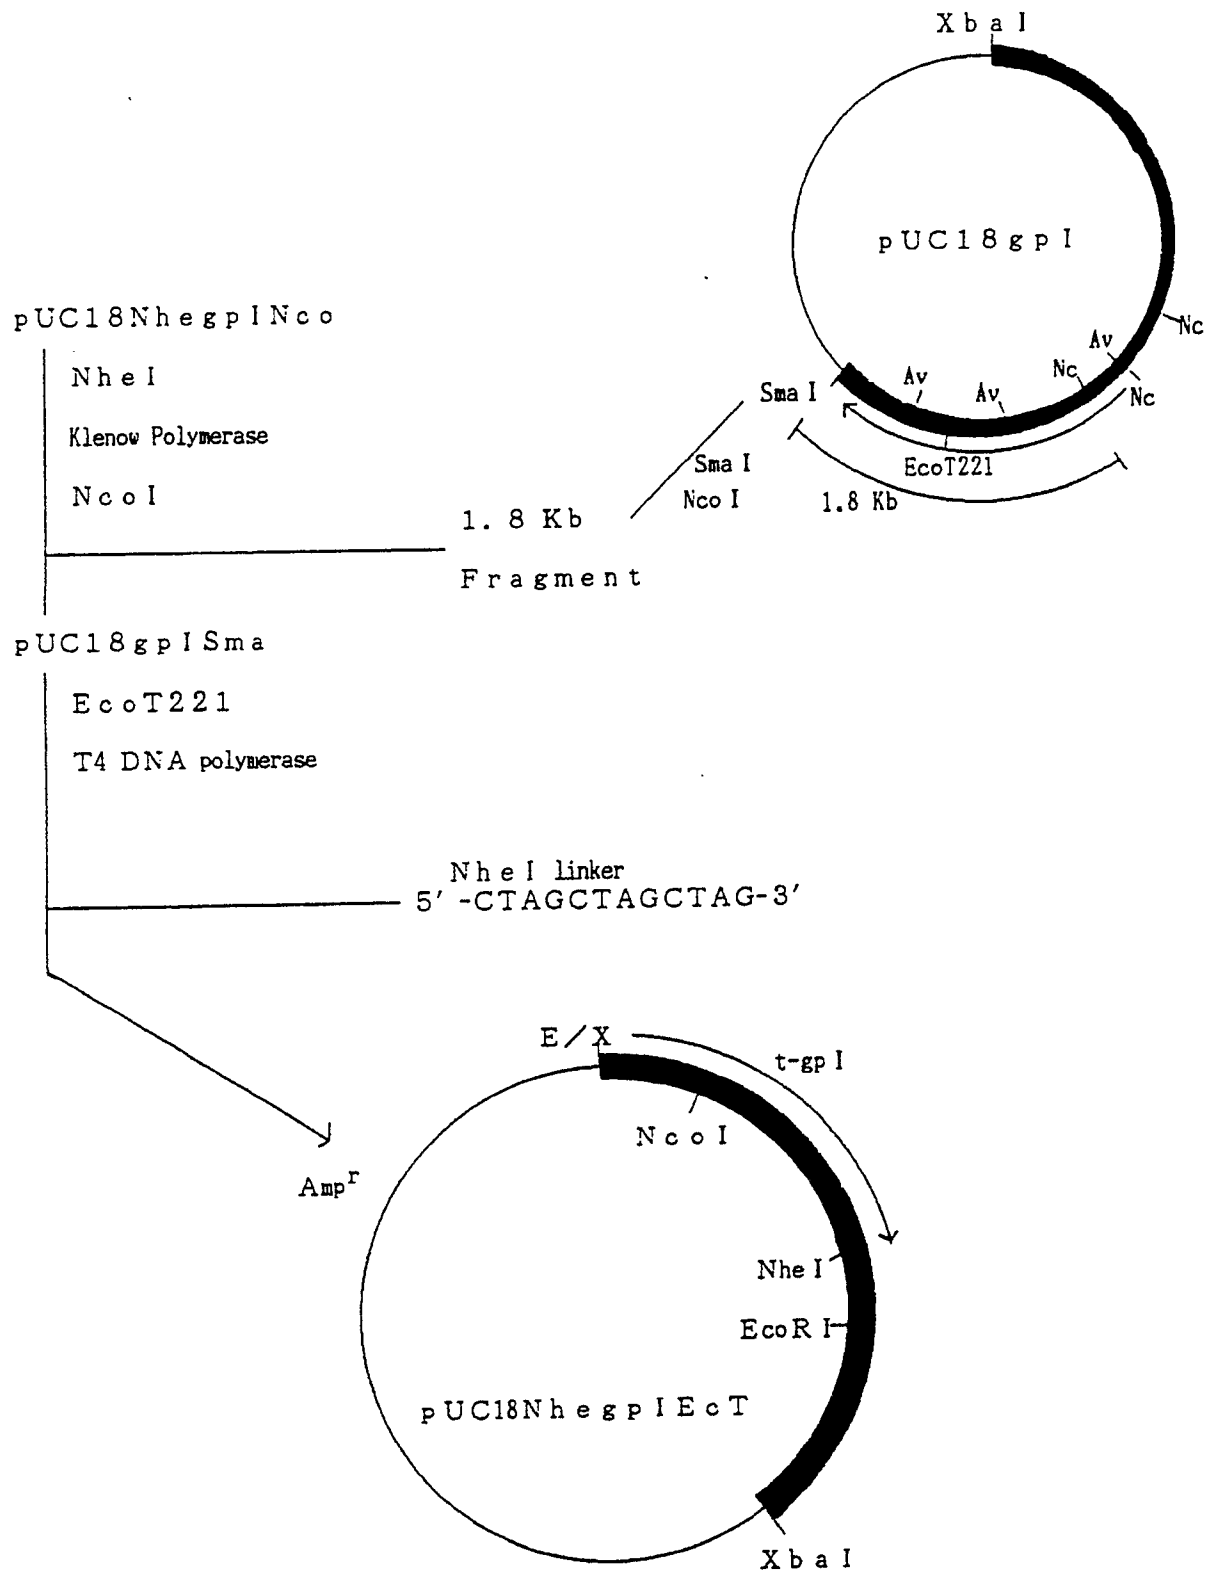 XbaI
pUC18gpI
Nc
Av
Nc
Nc
Av
Av
SmaI
EcoT221
1.8 Kb
SmaI
NcoI
pUC18NhegpINco
NheI
Klenow Polymerase
NcoI
1.8 Kb
Fragment
pUC18gpISma
EcoT221
T4 DNA polymerase
NheI linker
5' -CTAGCTAGCTAG-3'
E/X
t-gpI
NcoI
Ampr
NheI
EcoRI
pUC18NhegpIEcT
XbaI